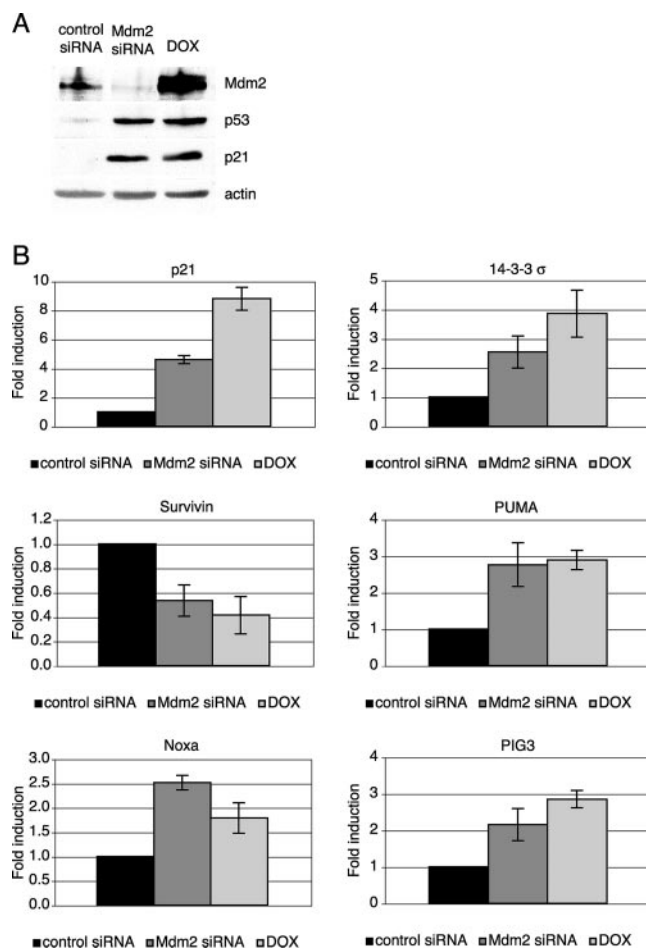 A
control siRNA
Mdm2 siRNA
DOX
Mdm2
p53
p21
actin
B
p21
Fold induction
10
8
6
4
2
0
control siRNA Mdm2 siRNA DOX
14-3-3 σ
Fold induction
5
4
3
2
1
0
control siRNA Mdm2 siRNA DOX
Survivin
Fold induction
1.2
1.0
0.8
0.6
0.4
0.2
0.0
control siRNA Mdm2 siRNA DOX
PUMA
Fold induction
4
3
2
1
0
control siRNA Mdm2 siRNA DOX
Noxa
Fold induction
3.0
2.5
2.0
1.5
1.0
0.5
0.0
control siRNA Mdm2 siRNA DOX
PIG3
Fold induction
4
3
2
1
0
control siRNA Mdm2 siRNA DOX